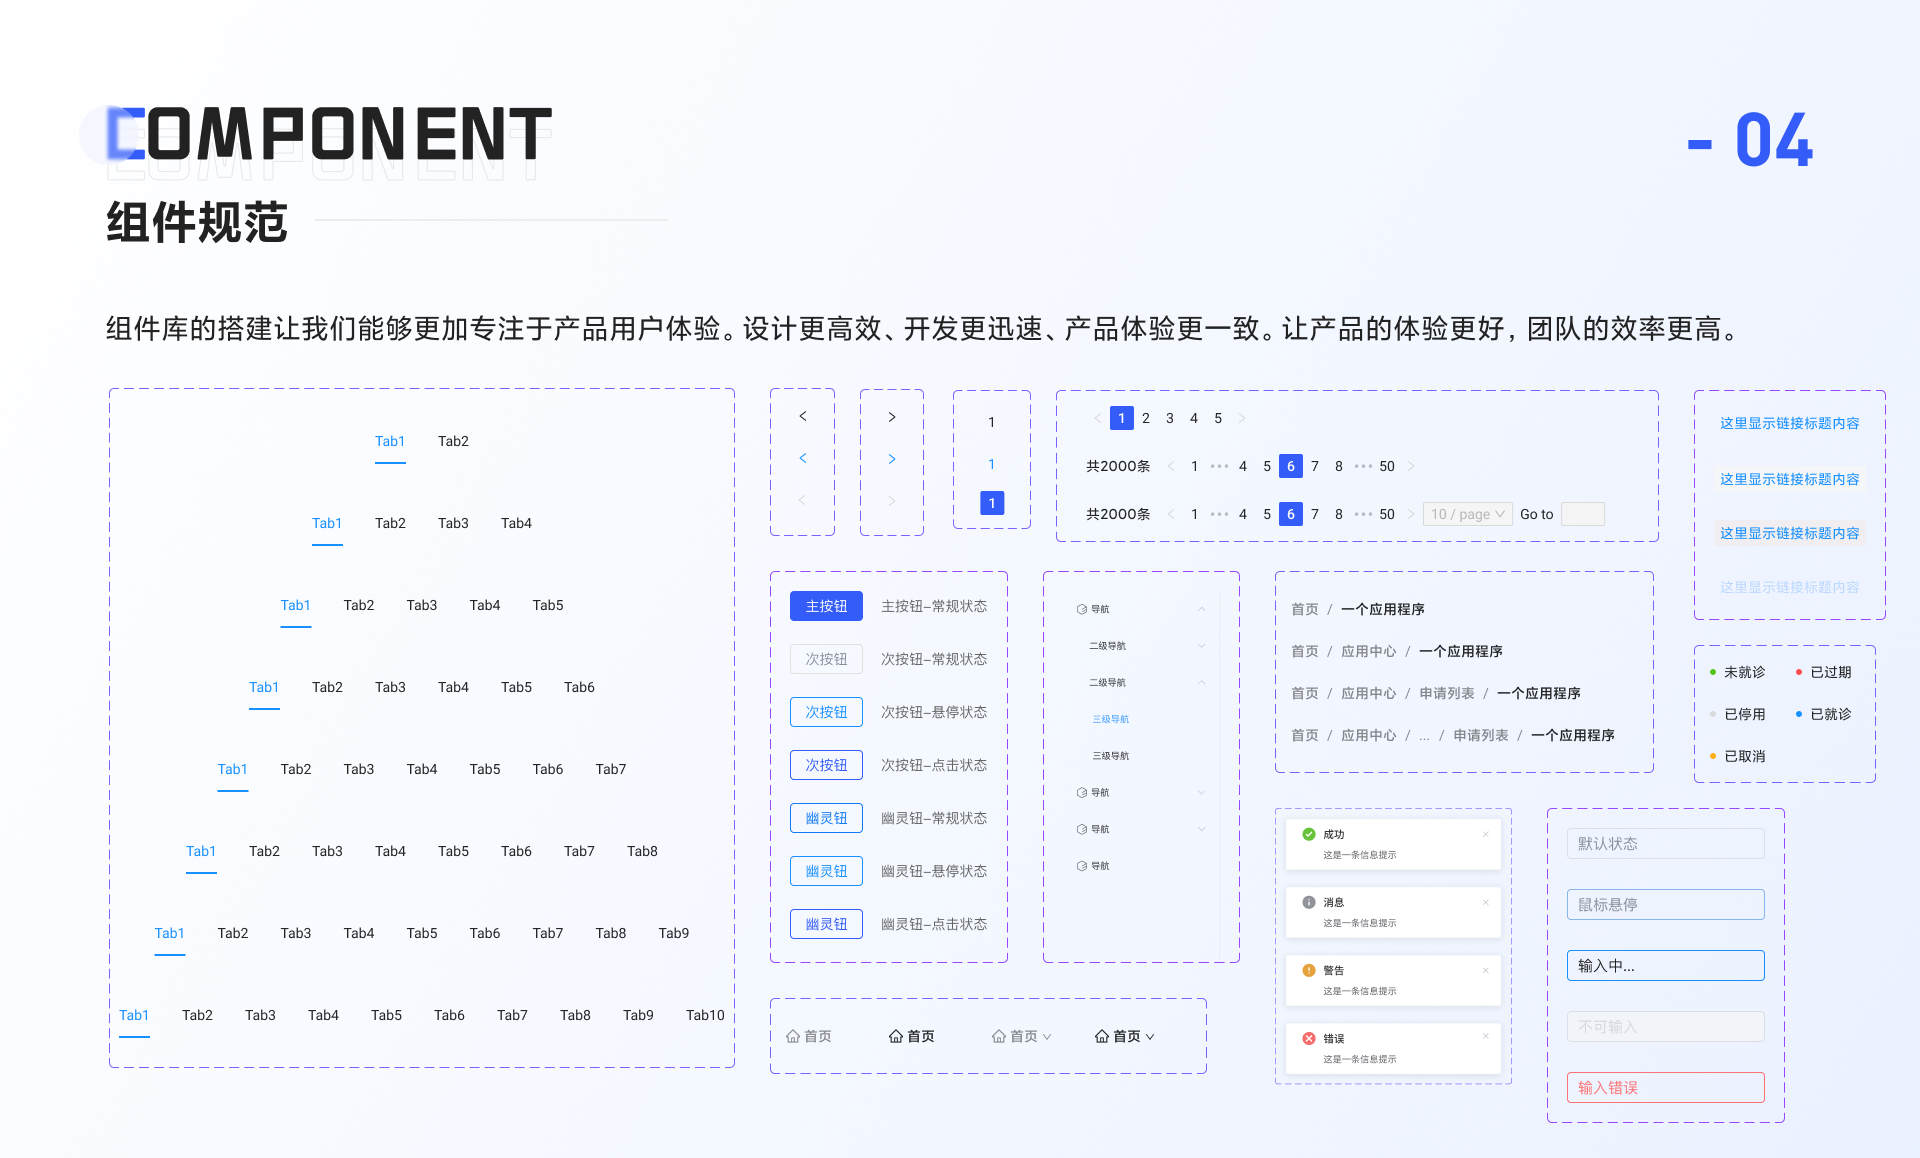 COMPONENT
- 04
组件规范
组件库的搭建让我们能够更加专注于产品用户体验。设计更高效、开发更迅速、产品体验更一致。让产品的体验更好，团队的效率更高。
Tab1 Tab2
Tab1 Tab2 Tab3 Tab4
Tab1 Tab2 Tab3 Tab4 Tab5
Tab1 Tab2 Tab3 Tab4 Tab5 Tab6
Tab1 Tab2 Tab3 Tab4 Tab5 Tab6 Tab7
Tab1 Tab2 Tab3 Tab4 Tab5 Tab6 Tab7 Tab8
Tab1 Tab2 Tab3 Tab4 Tab5 Tab6 Tab7 Tab8 Tab9
Tab1 Tab2 Tab3 Tab4 Tab5 Tab6 Tab7 Tab8 Tab9 Tab10
<
<
<
>
>
>
1
1
1
< 1 2 3 4 5 >
共2000条 < 1 ··· 4 5 6 7 8 ··· 50 >
共2000条 < 1 ··· 4 5 6 7 8 ··· 50 > 10 / page Go to
这里显示链接标题内容
这里显示链接标题内容
这里显示链接标题内容
这里显示链接标题内容
主按钮 主按钮-常规状态
次按钮 次按钮-常规状态
次按钮 次按钮-悬停状态
次按钮 次按钮-点击状态
幽灵钮 幽灵钮-常规状态
幽灵钮 幽灵钮-悬停状态
幽灵钮 幽灵钮-点击状态
导航
二级导航
二级导航
三级导航
三级导航
导航
导航
导航
首页 / 一个应用程序
首页 / 应用中心 / 一个应用程序
首页 / 应用中心 / 申请列表 / 一个应用程序
首页 / 应用中心 / ... / 申请列表 / 一个应用程序
未就诊 已过期
已停用 已就诊
已取消
首页 首页 首页 首页
成功
这是一条信息提示
消息
这是一条信息提示
警告
这是一条信息提示
错误
这是一条信息提示
默认状态
鼠标悬停
输入中...
不可输入
输入错误